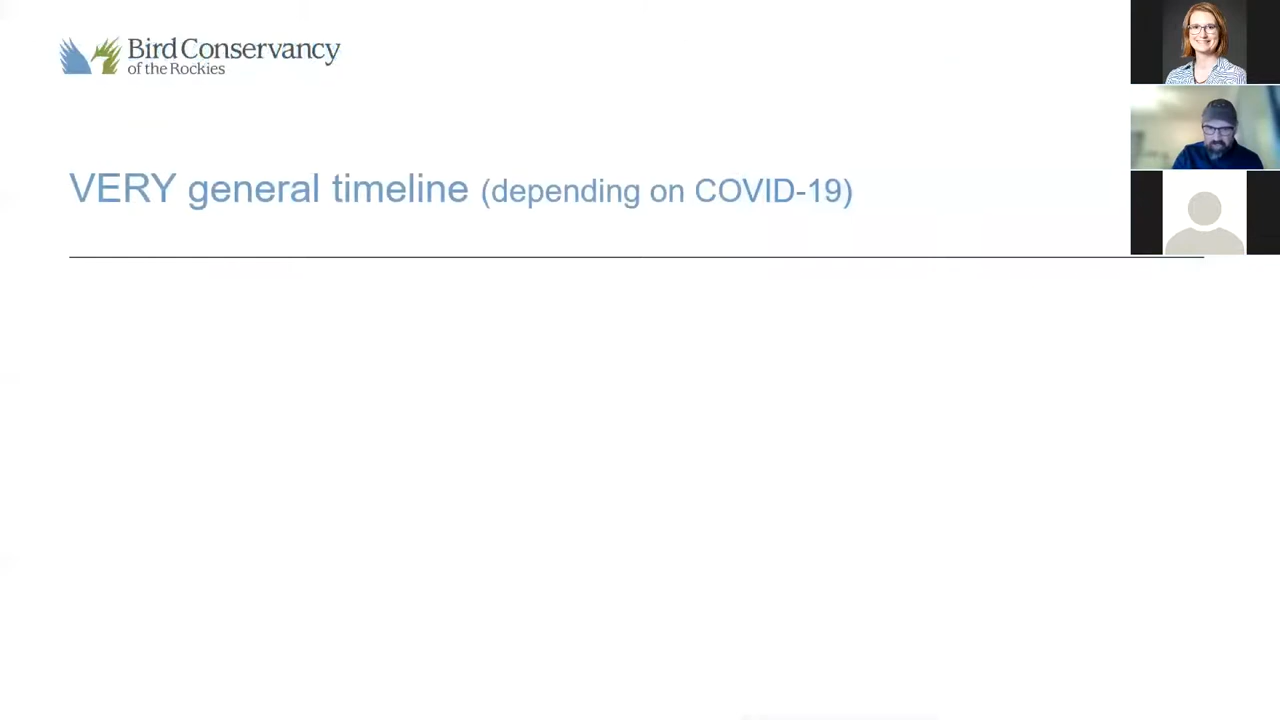 Bird Conservancy
of the Rockies
VERY general timeline (depending on COVID-19)